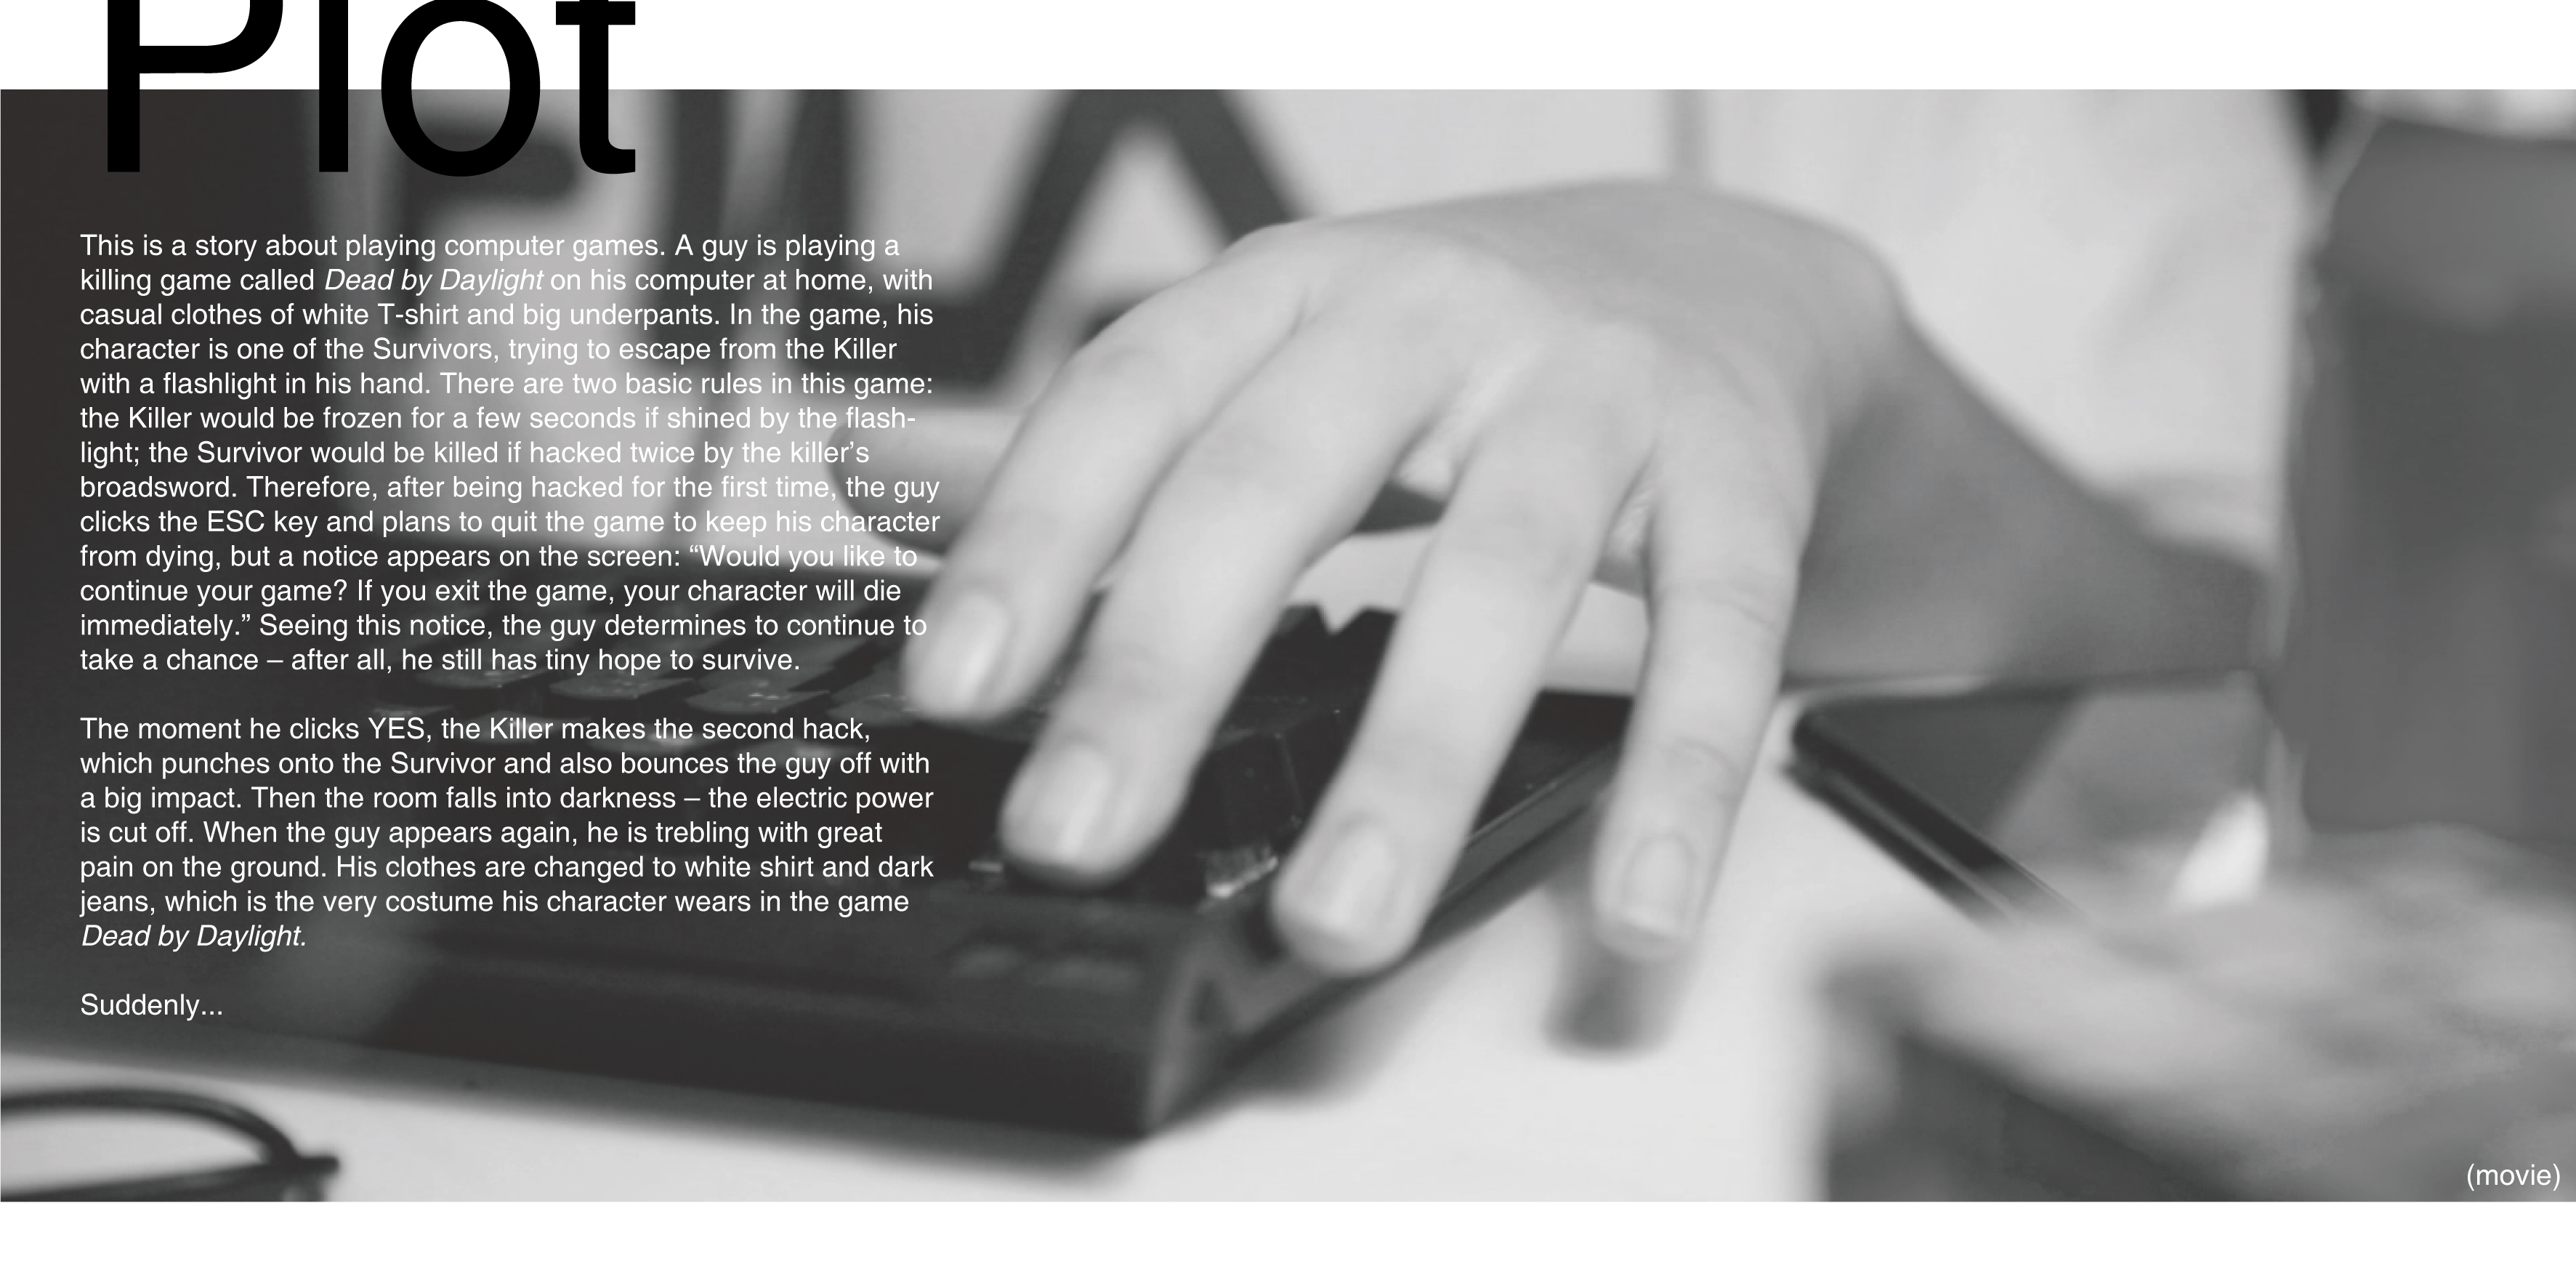 Plot
This is a story about playing computer games. A guy is playing a
killing game called Dead by Daylight on his computer at home, with
casual clothes of white T-shirt and big underpants. In the game, his
character is one of the Survivors, trying to escape from the Killer
with a flashlight in his hand. There are two basic rules in this game:
the Killer would be frozen for a few seconds if shined by the flash-
light; the Survivor would be killed if hacked twice by the killer’s
broadsword. Therefore, after being hacked for the first time, the guy
clicks the ESC key and plans to quit the game to keep his character
from dying, but a notice appears on the screen: “Would you like to
continue your game? If you exit the game, your character will die
immediately.” Seeing this notice, the guy determines to continue to
take a chance – after all, he still has tiny hope to survive.
The moment he clicks YES, the Killer makes the second hack,
which punches onto the Survivor and also bounces the guy off with
a big impact. Then the room falls into darkness – the electric power
is cut off. When the guy appears again, he is trebling with great
pain on the ground. His clothes are changed to white shirt and dark
jeans, which is the very costume his character wears in the game
Dead by Daylight.
Suddenly...
(movie)